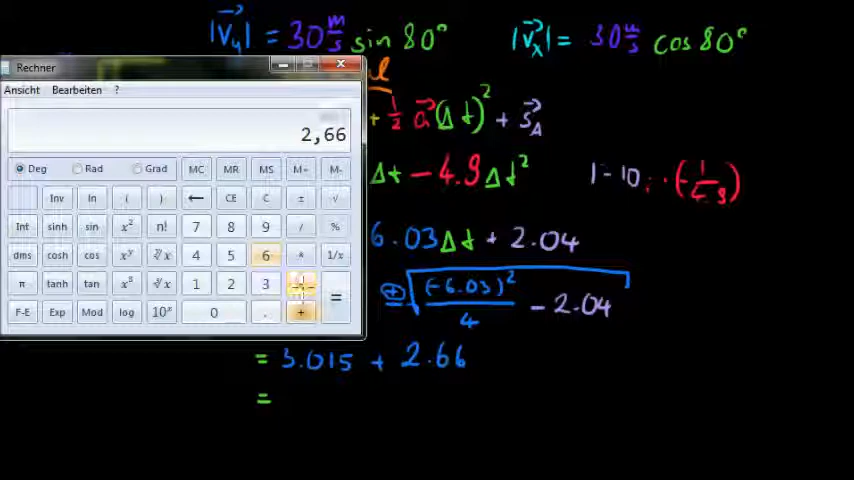 |v⃗y| = 30 m/s sin 80° |v⃗x| = 30 m/s cos 80°
Rechner
al
Ansicht Bearbeiten ?
+ 1/2 a⃗ (Δt)² + s⃗A
2,66
Deg Rad Grad MC MR MS M+ M-
Δt - 4.9 Δt² | - 10 : · (- 1/-4.9)
Inv ln ( ) ← CE C ± √
Int sinh sin x² n! 7 8 9 / %
6.03 Δt + 2.04
dms cosh cos xʸ ʸ√x 4 5 6 * 1/x
π tanh tan x³ ³√x 1 2 3 - =
⊕ √ (-6.03)²/4 - 2.04
F-E Exp Mod log 10ˣ 0 . +
= 3.015 + 2.66
=